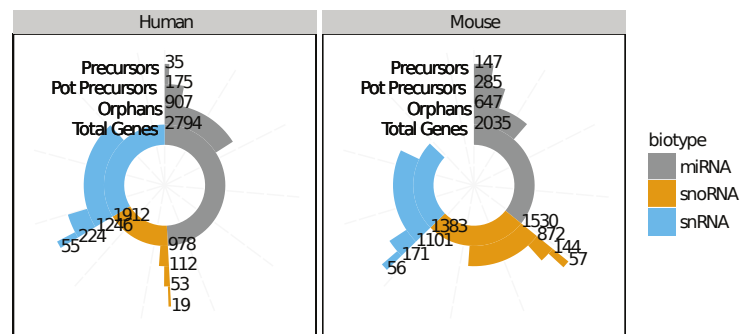 Human
Mouse
Precursors 35
Pot Precursors 175
Orphans 907
Total Genes 2794
1912
1246
224
55
978
112
53
19
Precursors 147
Pot Precursors 285
Orphans 647
Total Genes 2035
1383
1101
171
56
1530
872
144
57
biotype
miRNA
snoRNA
snRNA